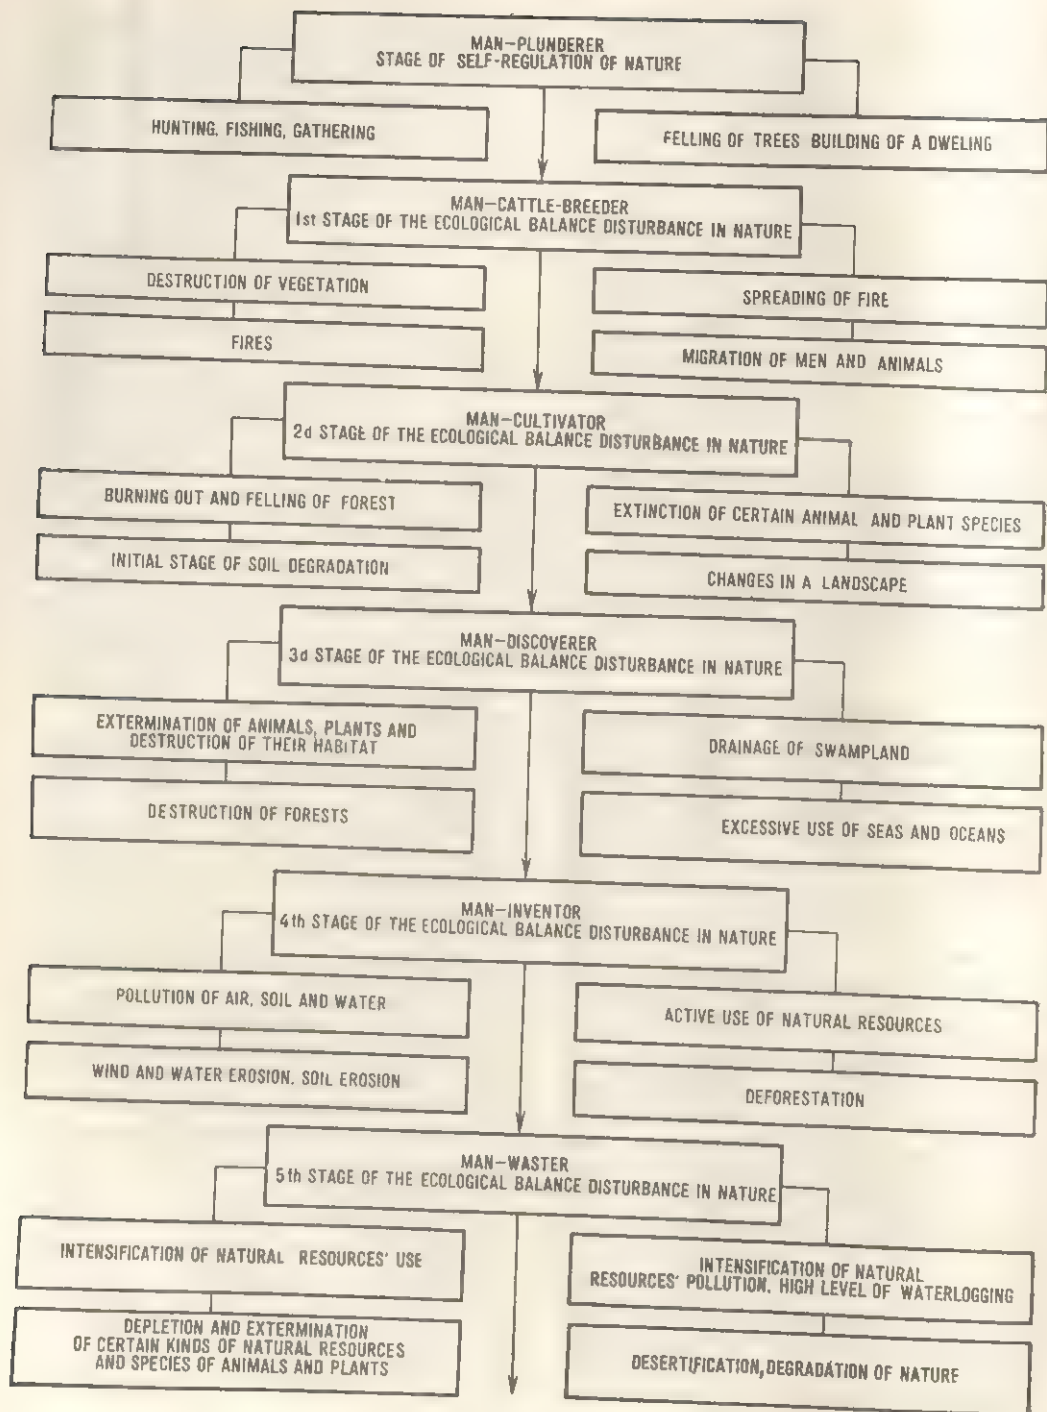 MAN-PLUNDERER
STAGE OF SELF-REGULATION OF NATURE
HUNTING, FISHING, GATHERING
FELLING OF TREES BUILDING OF A DWELING
MAN-CATTLE-BREEDER
1st STAGE OF THE ECOLOGICAL BALANCE DISTURBANCE IN NATURE
DESTRUCTION OF VEGETATION
FIRES
SPREADING OF FIRE
MIGRATION OF MEN AND ANIMALS
MAN-CULTIVATOR
2d STAGE OF THE ECOLOGICAL BALANCE DISTURBANCE IN NATURE
BURNING OUT AND FELLING OF FOREST
INITIAL STAGE OF SOIL DEGRADATION
EXTINCTION OF CERTAIN ANIMAL AND PLANT SPECIES
CHANGES IN A LANDSCAPE
MAN-DISCOVERER
3d STAGE OF THE ECOLOGICAL BALANCE DISTURBANCE IN NATURE
EXTERMINATION OF ANIMALS, PLANTS AND
DESTRUCTION OF THEIR HABITAT
DESTRUCTION OF FORESTS
DRAINAGE OF SWAMPLAND
EXCESSIVE USE OF SEAS AND OCEANS
MAN-INVENTOR
4th STAGE OF THE ECOLOGICAL BALANCE DISTURBANCE IN NATURE
POLLUTION OF AIR, SOIL AND WATER
WIND AND WATER EROSION, SOIL EROSION
ACTIVE USE OF NATURAL RESOURCES
DEFORESTATION
MAN-WASTER
5th STAGE OF THE ECOLOGICAL BALANCE DISTURBANCE IN NATURE
INTENSIFICATION OF NATURAL RESOURCES' USE
DEPLETION AND EXTERMINATION
OF CERTAIN KINDS OF NATURAL RESOURCES
AND SPECIES OF ANIMALS AND PLANTS
INTENSIFICATION OF NATURAL
RESOURCES' POLLUTION, HIGH LEVEL OF WATERLOGGING
DESERTIFICATION, DEGRADATION OF NATURE